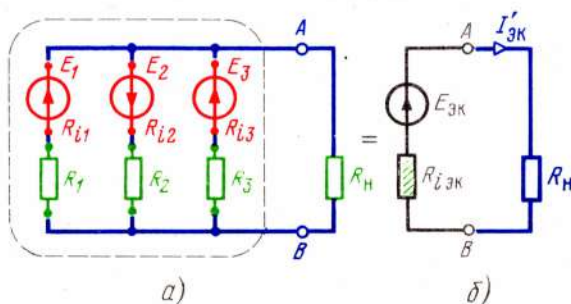 A
I'эк
A
E1
E2
E3
Ri1
Ri2
Ri3
Eэк
=
R1
R2
R3
Rн
Ri эк
Rн
B
B
а)
б)